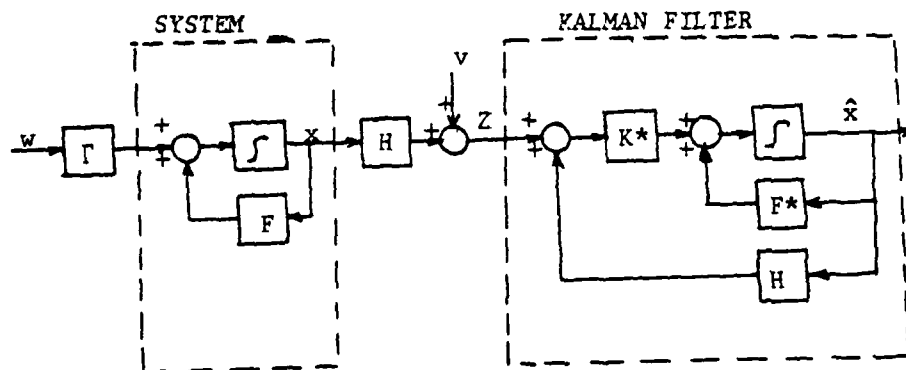 SYSTEM
KALMAN FILTER
w
Γ
+
+
∫
x
F
H
v
+
+
Z
+
+
K*
+
+
∫
x̂
F*
H